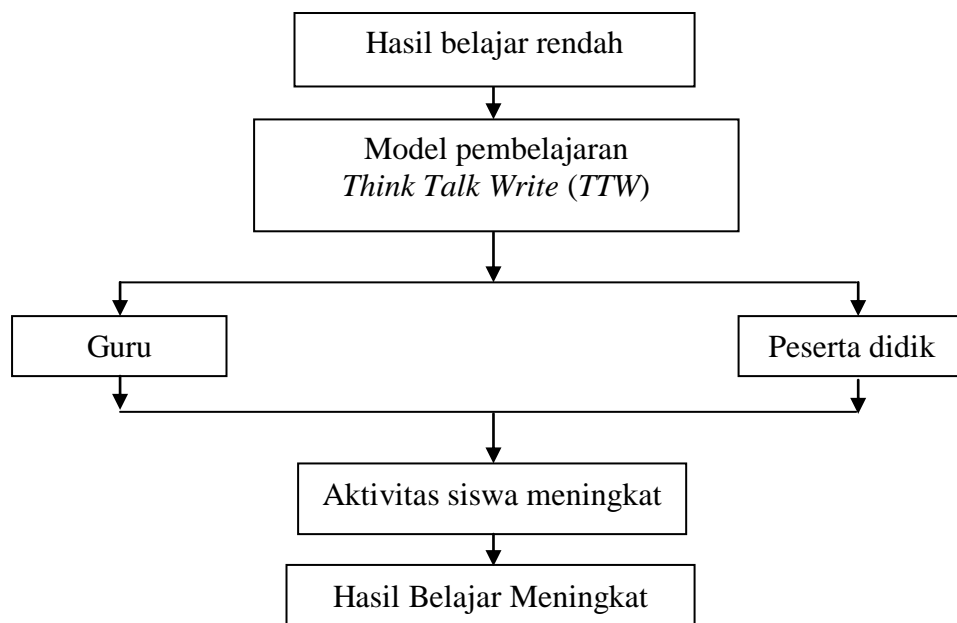 Hasil belajar rendah
Model pembelajaran
Think Talk Write (TTW)
Guru
Peserta didik
Aktivitas siswa meningkat
Hasil Belajar Meningkat